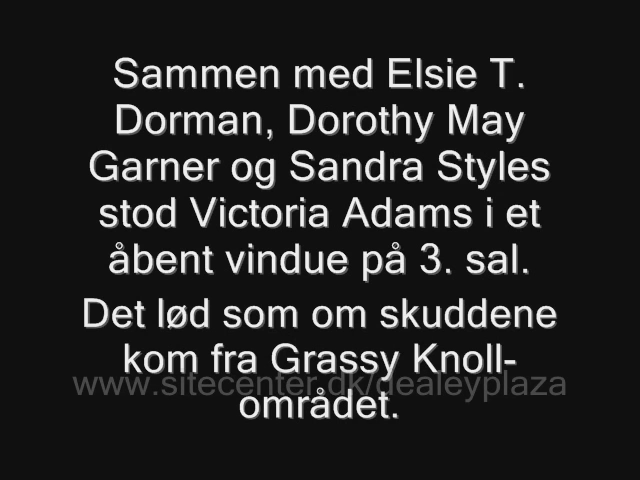 Sammen med Elsie T.
Dorman, Dorothy May
Garner og Sandra Styles
stod Victoria Adams i et
åbent vindue på 3. sal.
Det lød som om skuddene
kom fra Grassy Knoll-
www.sitecenter.dk/dealeyplaza
området.